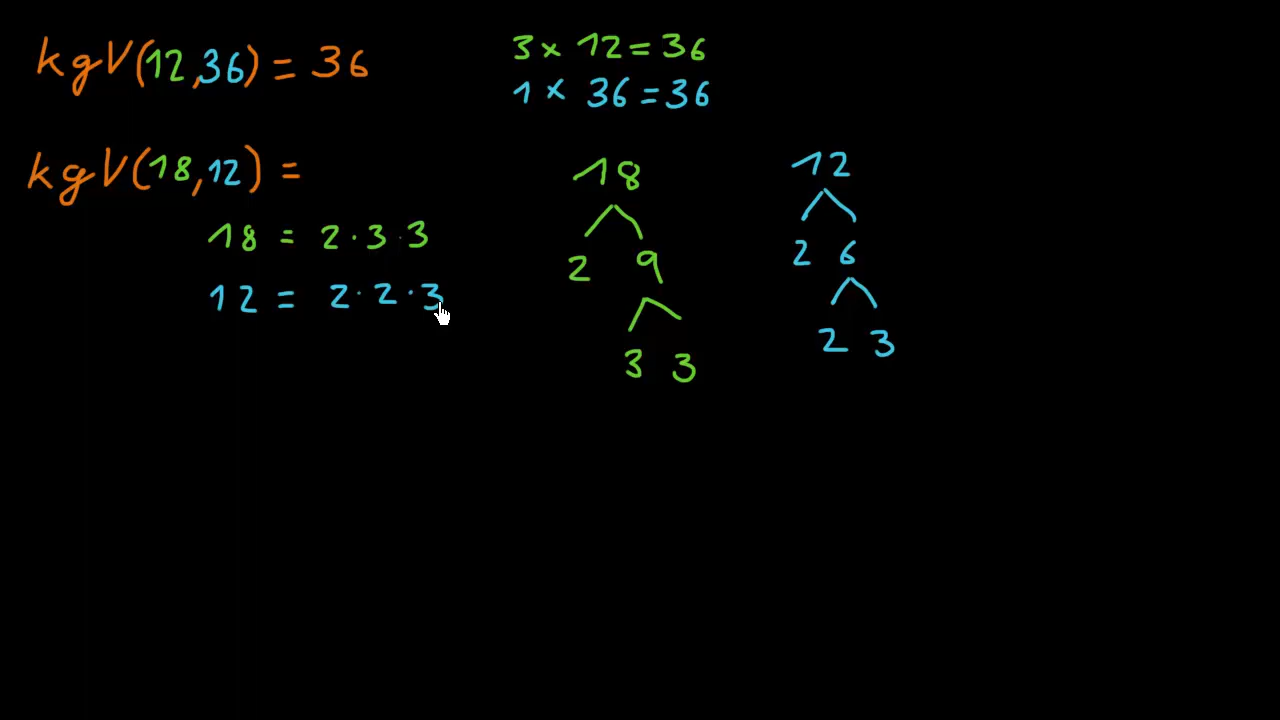 kgV(12,36) = 36
3 × 12 = 36
1 × 36 = 36
kgV(18,12) =
18 = 2 · 3 · 3
12 = 2 · 2 · 3
18
2 9
3 3
12
2 6
2 3